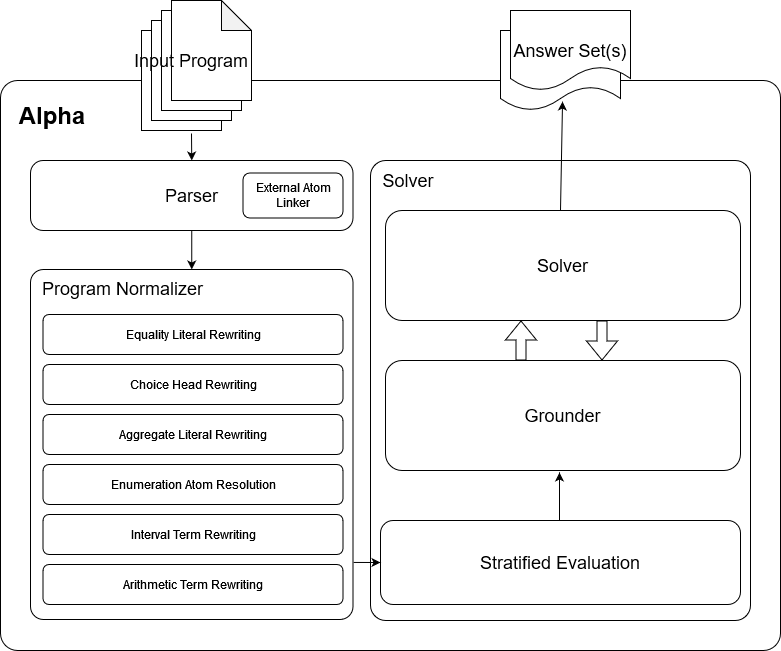 Input Program
Answer Set(s)
Alpha
Parser
External Atom
Linker
Program Normalizer
Equality Literal Rewriting
Choice Head Rewriting
Aggregate Literal Rewriting
Enumeration Atom Resolution
Interval Term Rewriting
Arithmetic Term Rewriting
Solver
Solver
Grounder
Stratified Evaluation